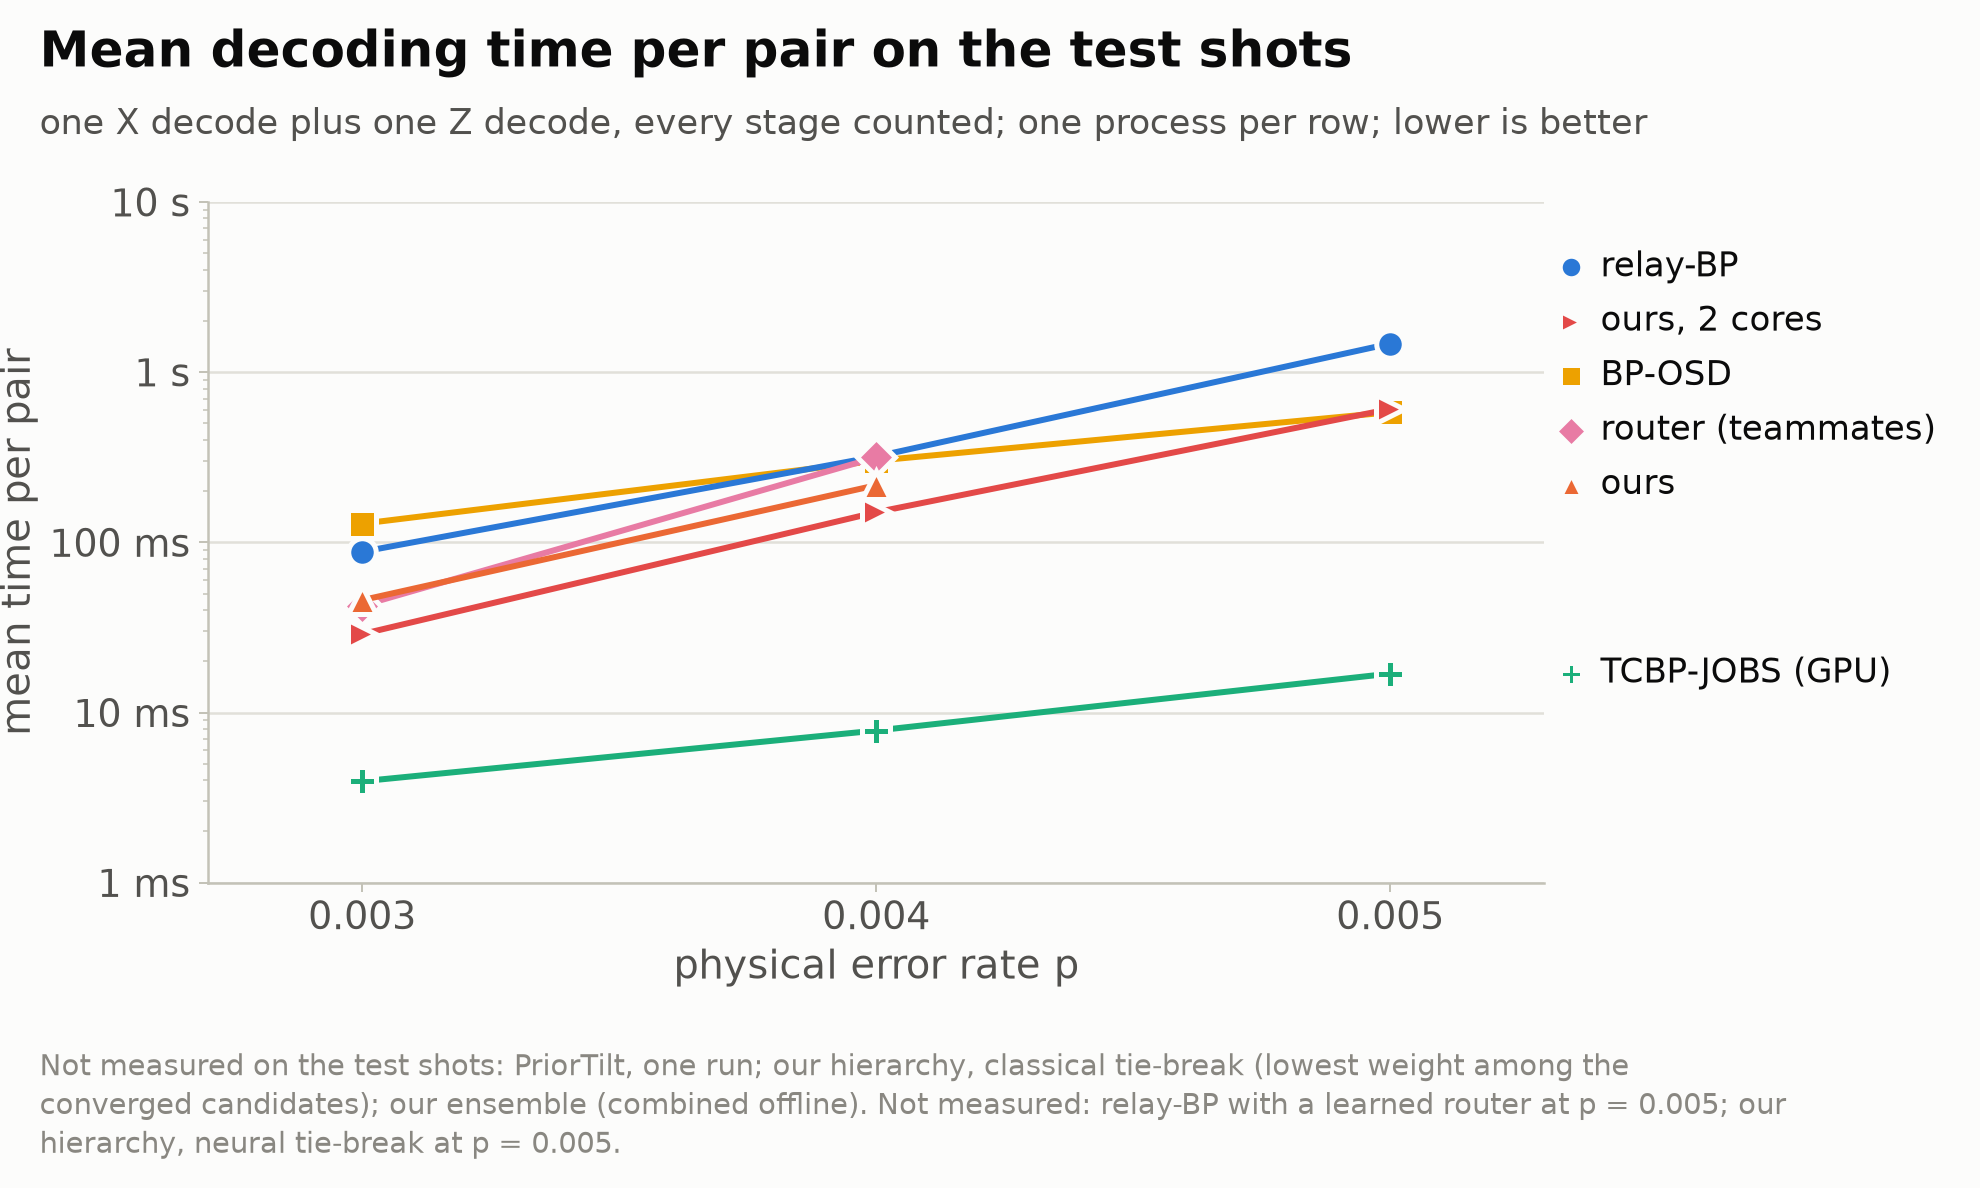 Mean decoding time per pair on the test shots
one X decode plus one Z decode, every stage counted; one process per row; lower is better
10 s
1 s
100 ms
10 ms
1 ms
mean time per pair
0.003
0.004
0.005
physical error rate p
relay-BP
ours, 2 cores
BP-OSD
router (teammates)
ours
TCBP-JOBS (GPU)
Not measured on the test shots: PriorTilt, one run; our hierarchy, classical tie-break (lowest weight among the
converged candidates); our ensemble (combined offline). Not measured: relay-BP with a learned router at p = 0.005; our
hierarchy, neural tie-break at p = 0.005.